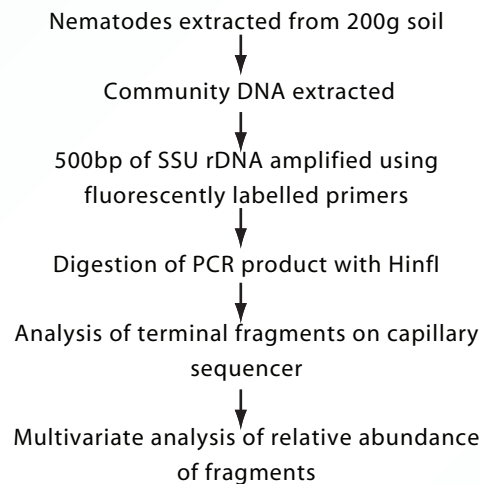 Nematodes extracted from 200g soil
Community DNA extracted
500bp of SSU rDNA amplified using
fluorescently labelled primers
Digestion of PCR product with HinfI
Analysis of terminal fragments on capillary
sequencer
Multivariate analysis of relative abundance
of fragments